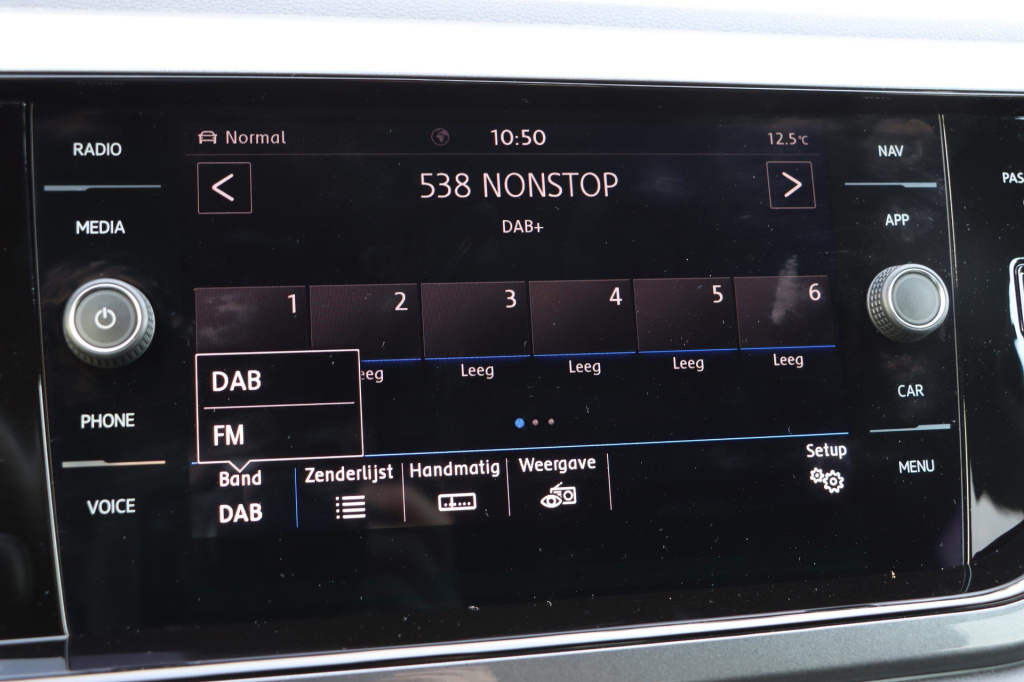 RADIO
MEDIA
PHONE
VOICE
Normal
10:50
12.5°C
<
538 NONSTOP
>
DAB+
1
2
3
4
5
6
eeg
Leeg
Leeg
Leeg
Leeg
DAB
FM
Band
DAB
Zenderlijst
Handmatig
Weergave
Setup
NAV
APP
CAR
MENU
PAS